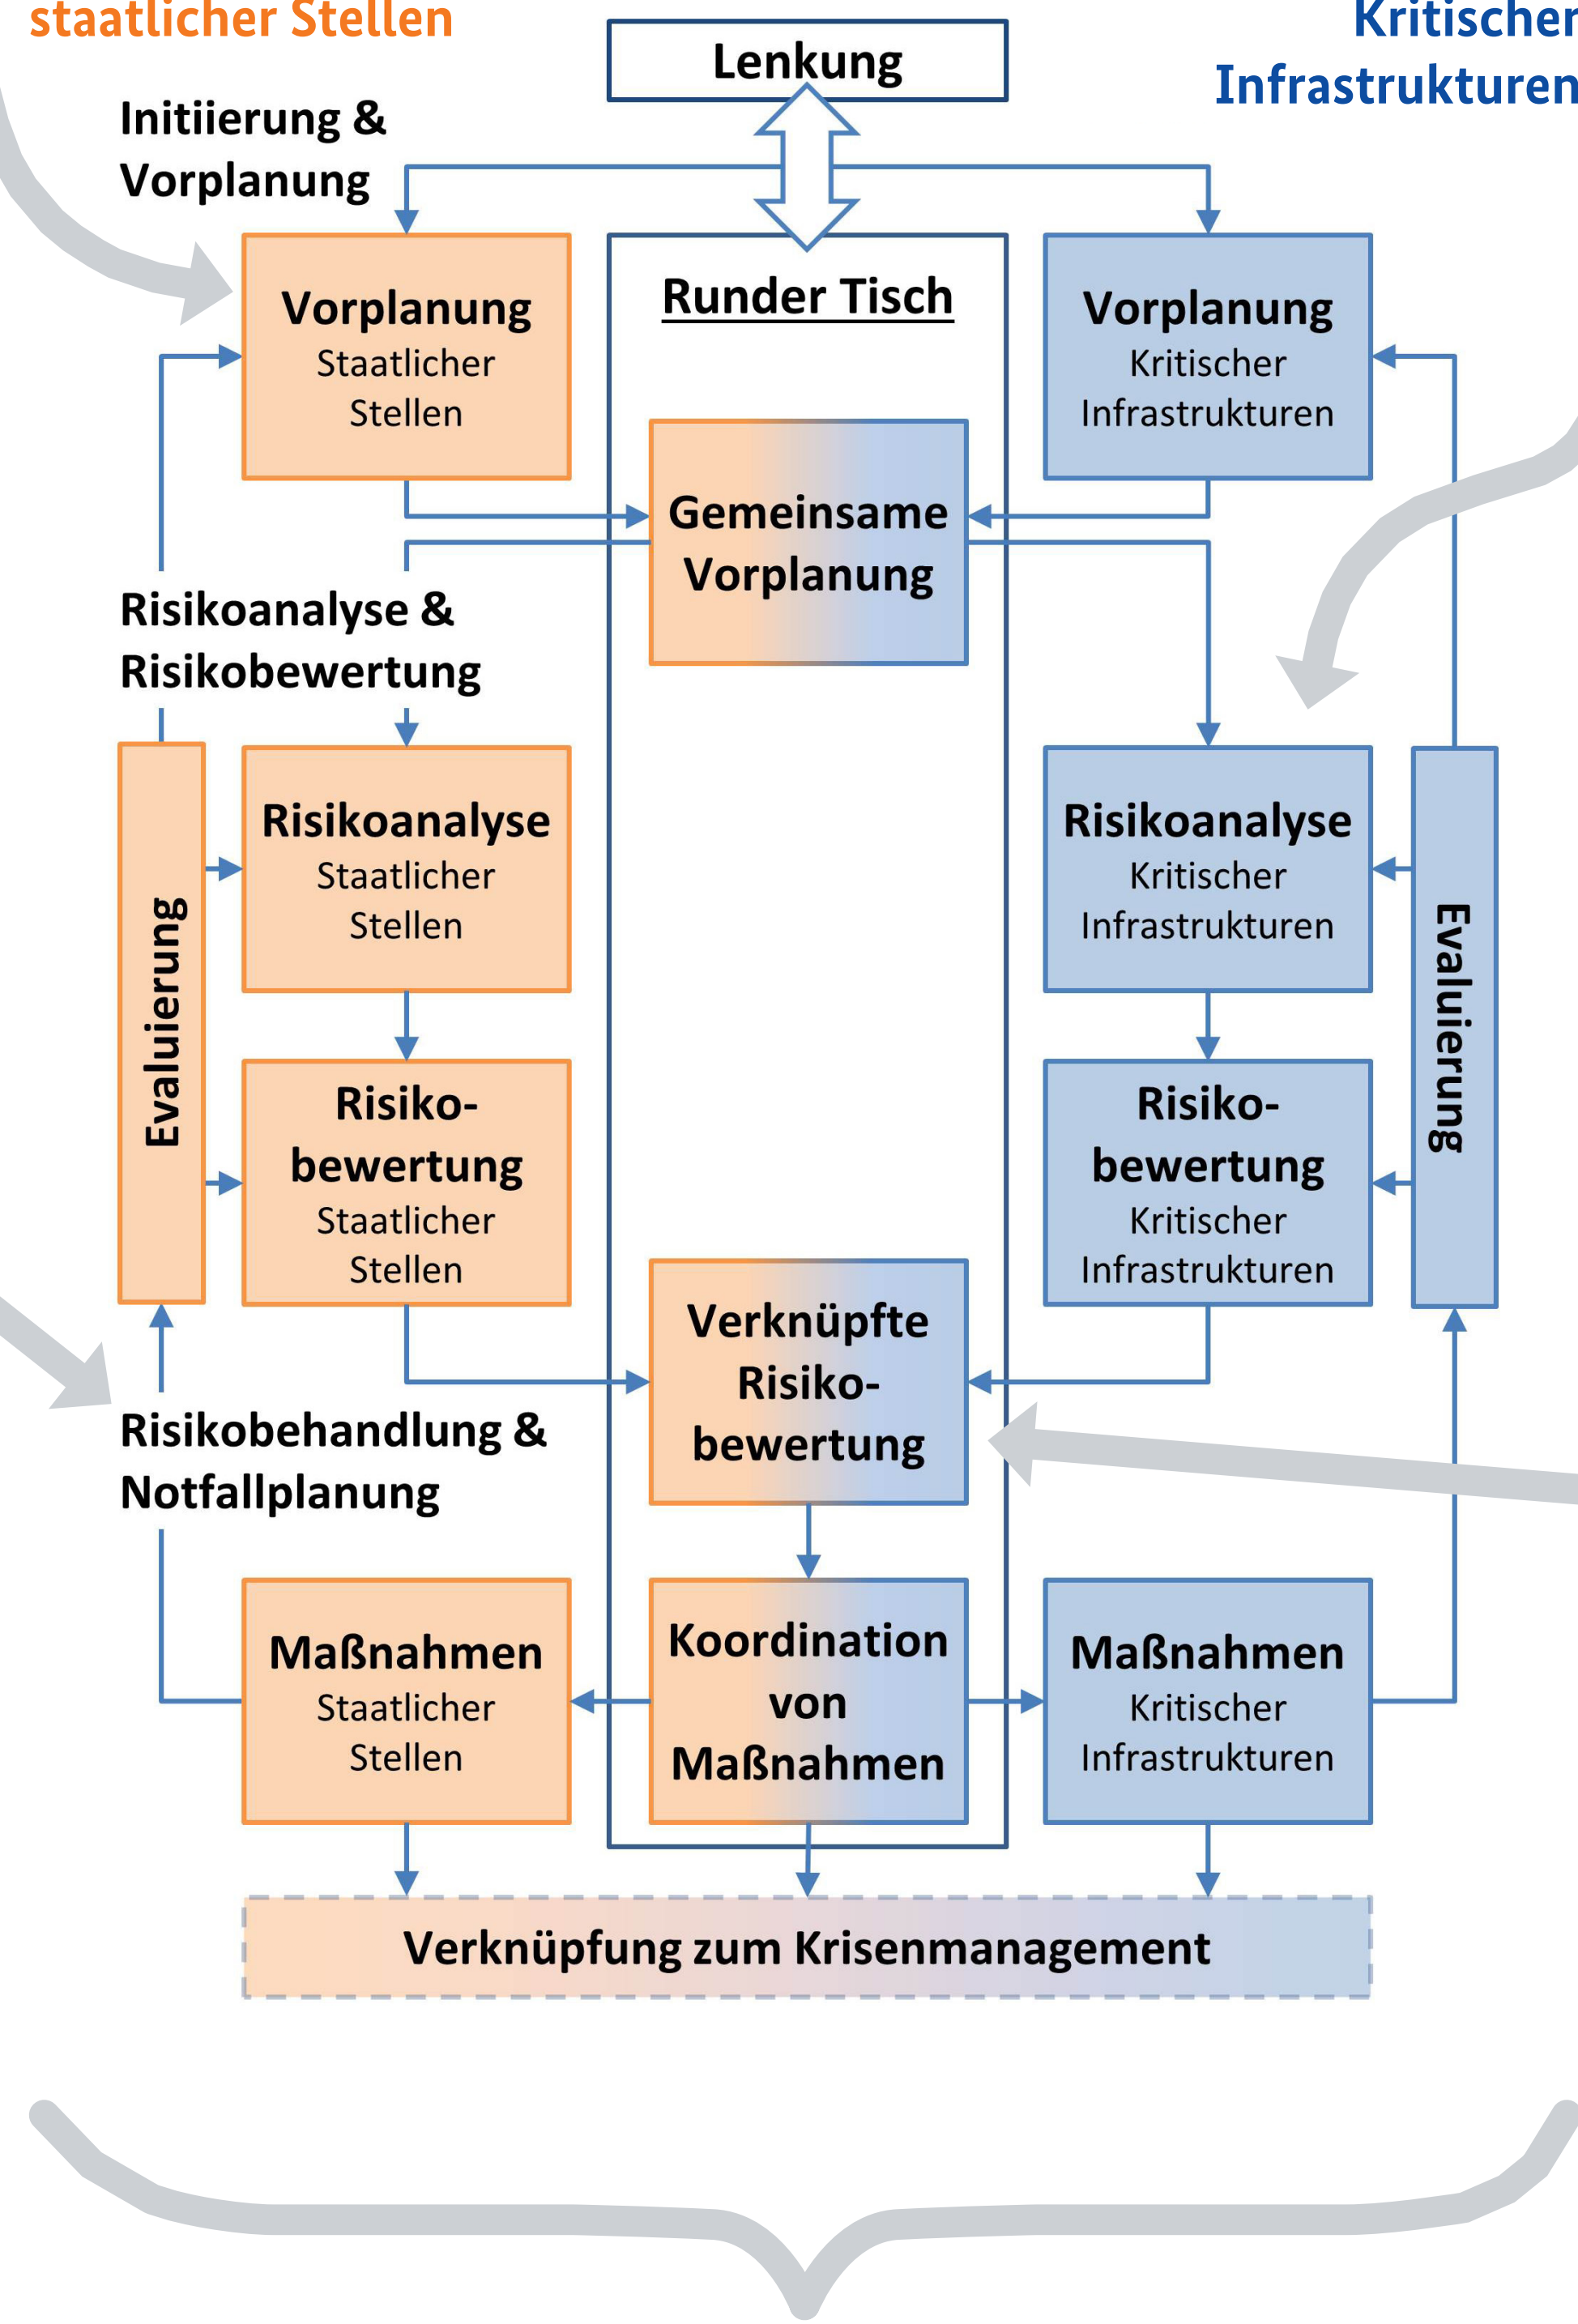 staatlicher Stellen
Kritischer
Infrastrukturen
Lenkung
Initiierung &
Vorplanung
Vorplanung
Staatlicher
Stellen
Runder Tisch
Vorplanung
Kritischer
Infrastrukturen
Gemeinsame
Vorplanung
Risikoanalyse &
Risikobewertung
Evaluierung
Risikoanalyse
Staatlicher
Stellen
Risikoanalyse
Kritischer
Infrastrukturen
Evaluierung
Risiko-
bewertung
Staatlicher
Stellen
Risiko-
bewertung
Kritischer
Infrastrukturen
Verknüpfte
Risiko-
bewertung
Risikobehandlung &
Notfallplanung
Maßnahmen
Staatlicher
Stellen
Koordination
von
Maßnahmen
Maßnahmen
Kritischer
Infrastrukturen
Verknüpfung zum Krisenmanagement